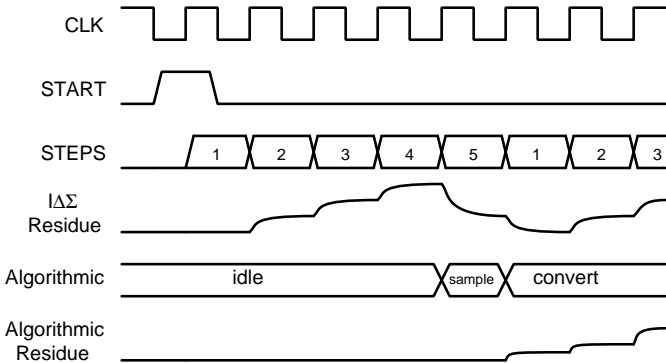 CLK
START
STEPS 1 2 3 4 5 1 2 3
IΔΣ
Residue
Algorithmic idle sample convert
Algorithmic
Residue